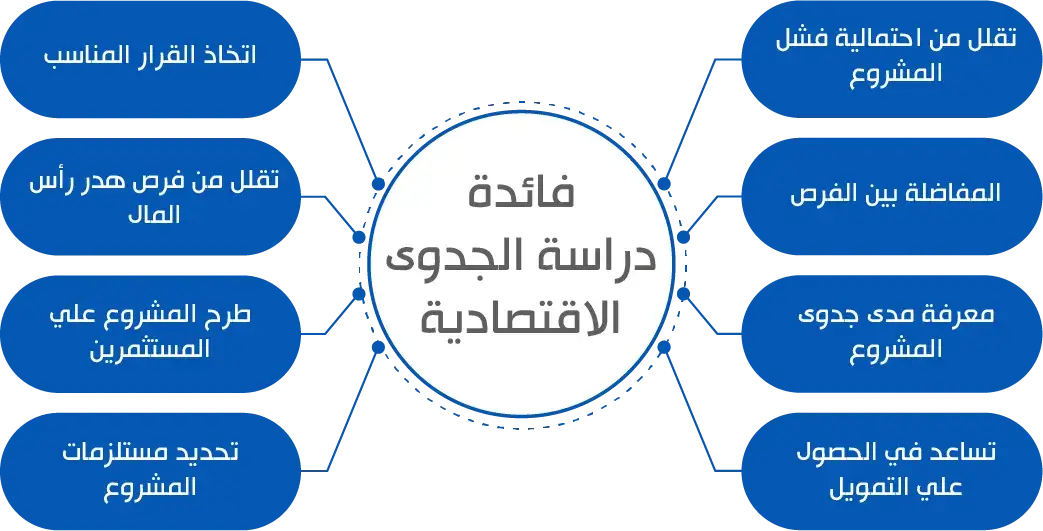 فائدة
دراسة الجدوى
الاقتصادية
تقلل من احتمالية فشل
المشروع
المفاضلة بين الفرص
معرفة مدى جدوى
المشروع
تساعد في الحصول
علي التمويل
اتخاذ القرار المناسب
تقلل من فرص هدر رأس
المال
طرح المشروع علي
المستثمرين
تحديد مستلزمات
المشروع